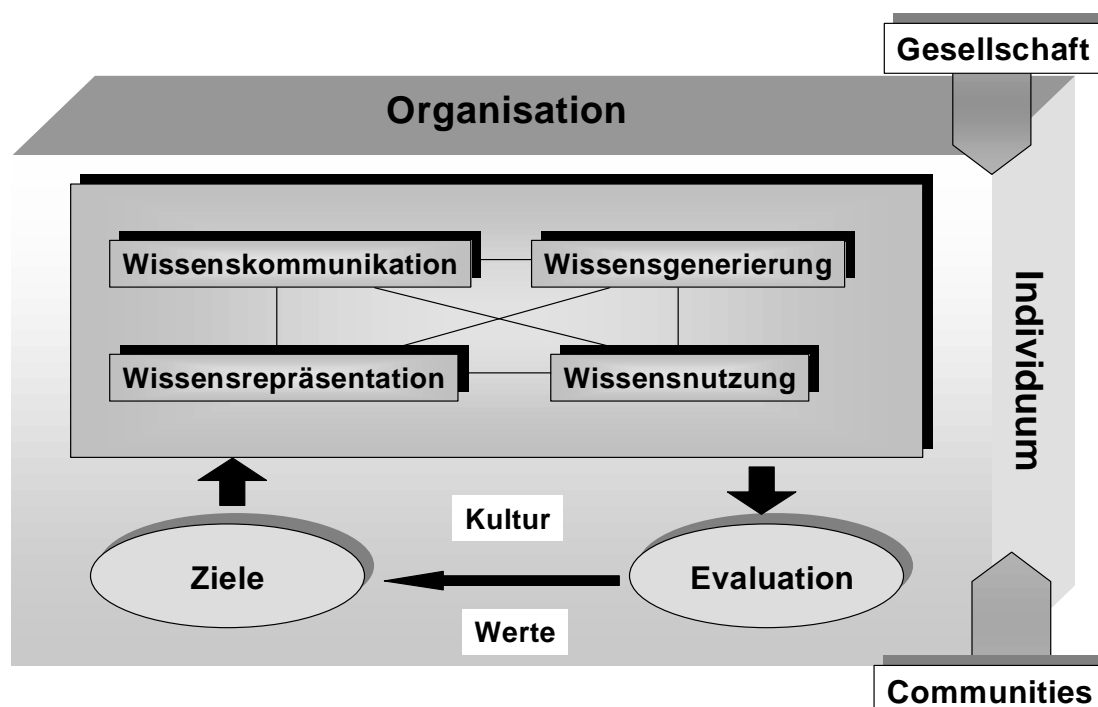 Gesellschaft
Organisation
Wissenskommunikation
Wissensgenerierung
Wissensrepräsentation
Wissensnutzung
Individuum
Kultur
Ziele
Evaluation
Werte
Communities